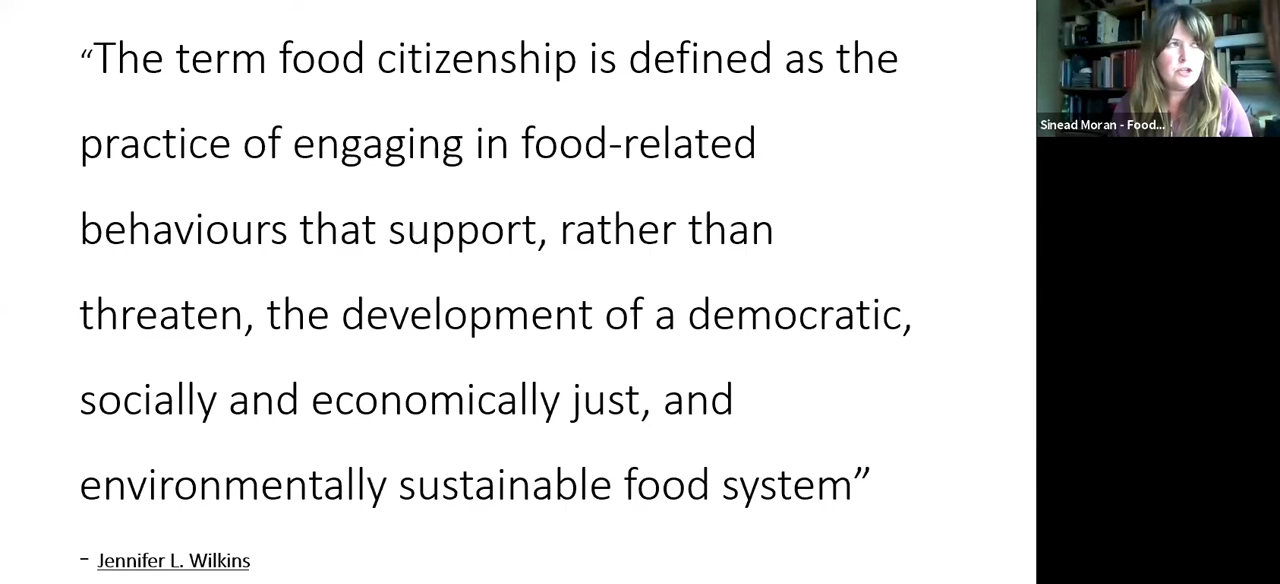 “The term food citizenship is defined as the
practice of engaging in food-related
behaviours that support, rather than
threaten, the development of a democratic,
socially and economically just, and
environmentally sustainable food system”
- Jennifer L. Wilkins
Sinead Moran - Food...